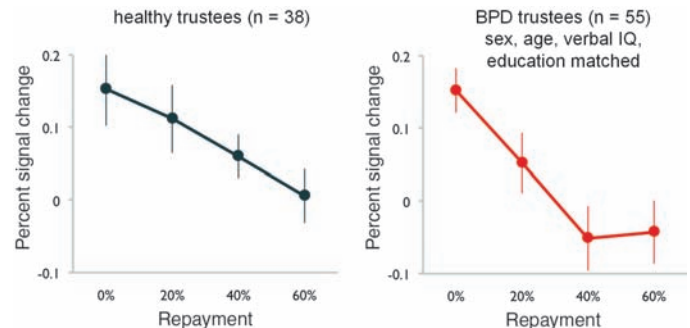 healthy trustees (n = 38)
0.2
0.1
0
-0.1
Percent signal change
0%
20%
40%
60%
Repayment
BPD trustees (n = 55)
sex, age, verbal IQ,
education matched
0.2
0.1
0
-0.1
Percent signal change
0%
20%
40%
60%
Repayment